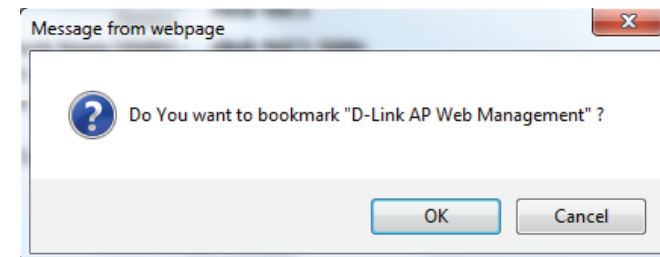 Message from webpage
Do You want to bookmark "D-Link AP Web Management" ?
OK
Cancel